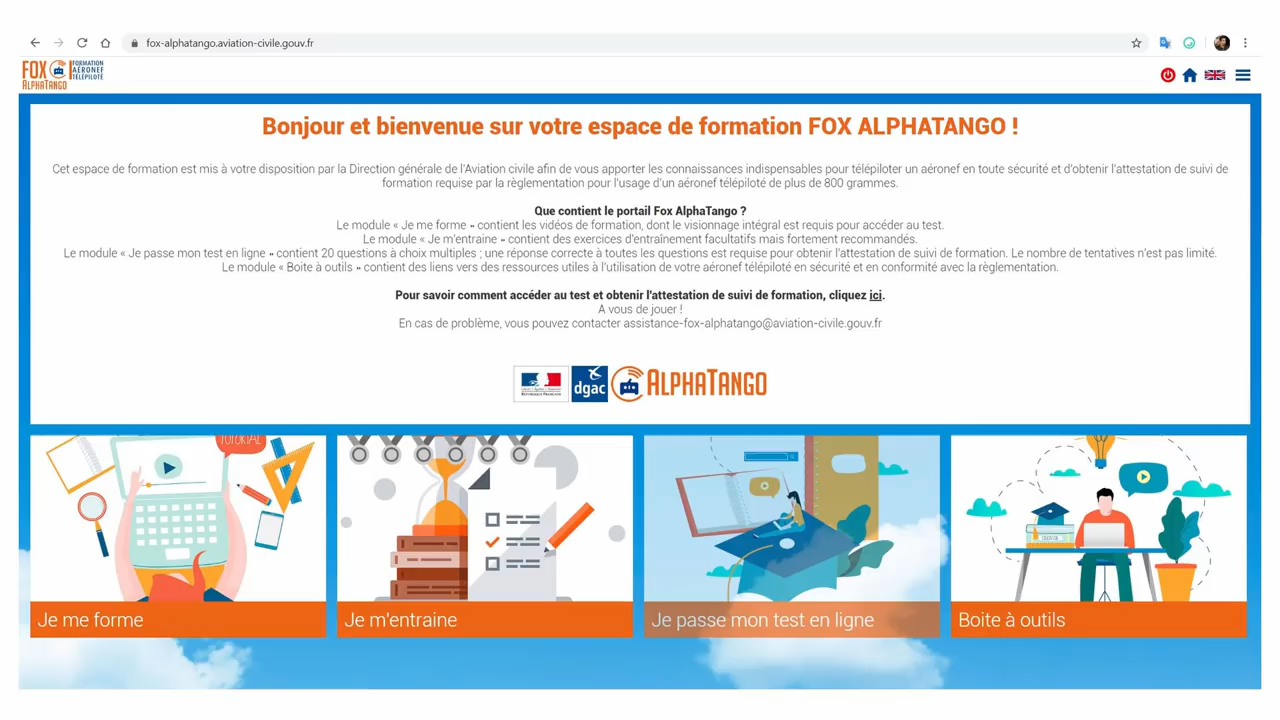 fox-alphatango.aviation-civile.gouv.fr
FOX
ALPHATANGO
FORMATION
AÉRONEF
TÉLÉPILOTÉ
Bonjour et bienvenue sur votre espace de formation FOX ALPHATANGO !
Cet espace de formation est mis à votre disposition par la Direction générale de l'Aviation civile afin de vous apporter les connaissances indispensables pour télépiloter un aéronef en toute sécurité et d'obtenir l'attestation de suivi de
formation requise par la règlementation pour l'usage d'un aéronef télépiloté de plus de 800 grammes.
Que contient le portail Fox AlphaTango ?
Le module « Je me forme » contient les vidéos de formation, dont le visionnage intégral est requis pour accéder au test.
Le module « Je m'entraine » contient des exercices d'entraînement facultatifs mais fortement recommandés.
Le module « Je passe mon test en ligne » contient 20 questions à choix multiples ; une réponse correcte à toutes les questions est requise pour obtenir l'attestation de suivi de formation. Le nombre de tentatives n'est pas limité.
Le module « Boite à outils » contient des liens vers des ressources utiles à l'utilisation de votre aéronef télépiloté en sécurité et en conformité avec la règlementation.
Pour savoir comment accéder au test et obtenir l'attestation de suivi de formation, cliquez ici.
A vous de jouer !
En cas de problème, vous pouvez contacter assistance-fox-alphatango@aviation-civile.gouv.fr
RÉPUBLIQUE FRANÇAISE
dgac
ALPHATANGO
TUTORIAL
Je me forme
Je m'entraine
Je passe mon test en ligne
Boite à outils